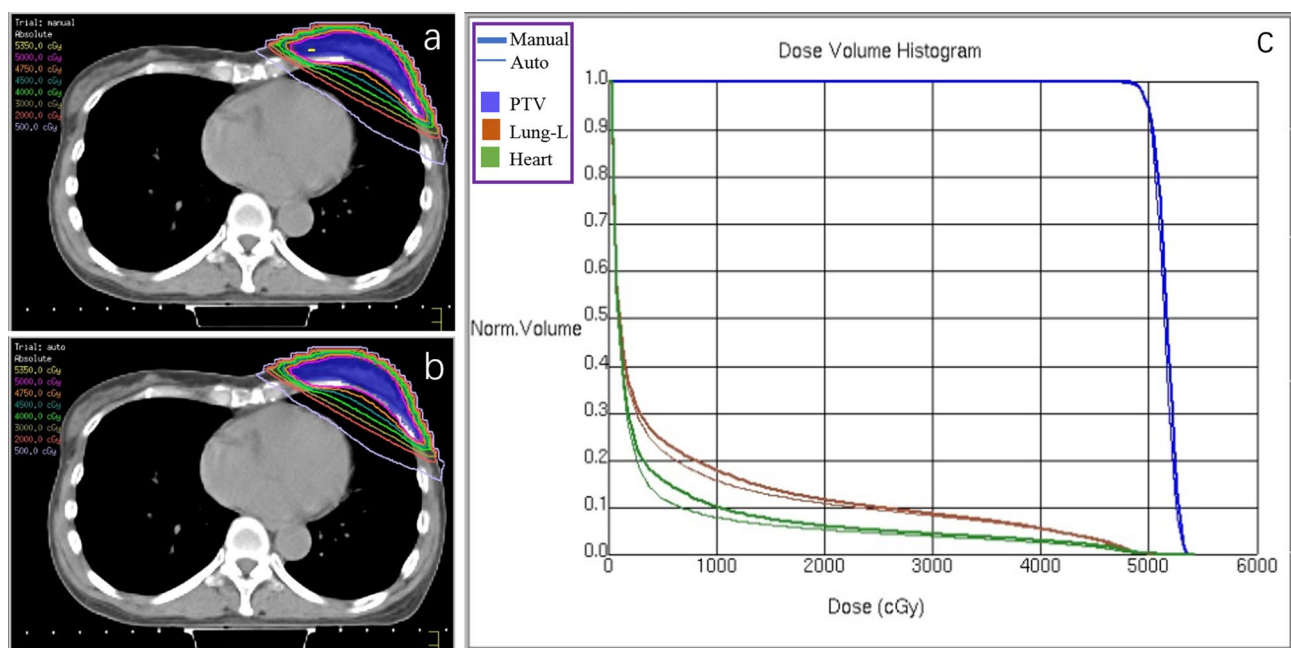 Trial: manual
Absolute
5350.0 cGy
5000.0 cGy
4750.0 cGy
4500.0 cGy
4000.0 cGy
3000.0 cGy
2000.0 cGy
500.0 cGy
a
Trial: auto
Absolute
5350.0 cGy
5000.0 cGy
4750.0 cGy
4500.0 cGy
4000.0 cGy
3000.0 cGy
2000.0 cGy
500.0 cGy
b
Manual
Auto
PTV
Lung-L
Heart
c
Dose Volume Histogram
1.0
0.9
0.8
0.7
0.6
0.5
0.4
0.3
0.2
0.1
0.0
Norm.Volume
0 1000 2000 3000 4000 5000 6000
Dose (cGy)